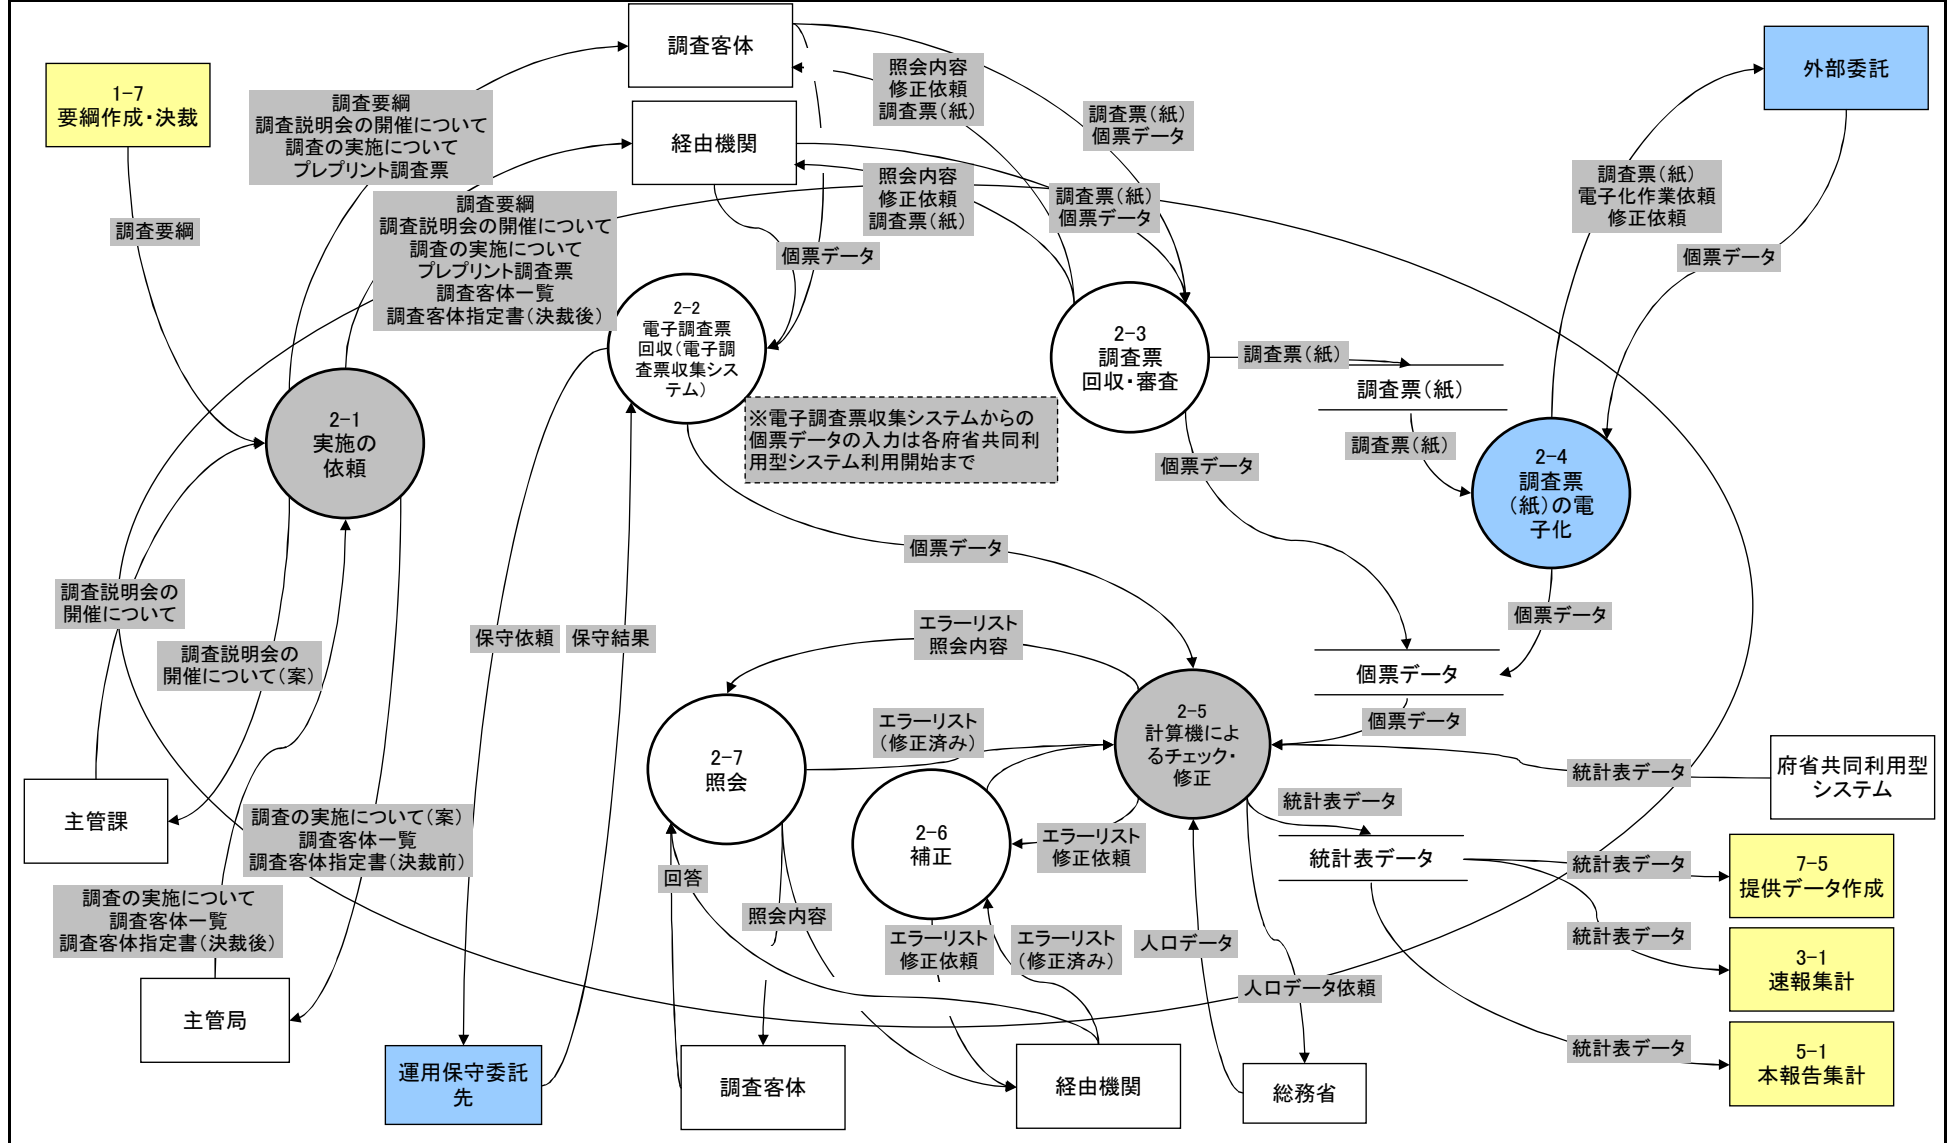 調査客体
外部委託
1-7
要綱作成・決裁
照会内容
修正依頼
調査票(紙)
調査要綱
調査説明会の開催について
調査の実施について
プレプリント調査票
調査票(紙)
個票データ
経由機関
照会内容
修正依頼
調査票(紙)
調査票(紙)
個票データ
調査票(紙)
電子化作業依頼
修正依頼
調査要綱
調査要綱
調査説明会の開催について
調査の実施について
プレプリント調査票
調査客体一覧
調査客体指定書(決裁後)
個票データ
個票データ
2-2
電子調査票
回収(電子調
査票収集シス
テム)
2-3
調査票
回収・審査
調査票(紙)
調査票(紙)
調査票(紙)
2-1
実施の
依頼
※電子調査票収集システムからの
個票データの入力は各府省共同利
用型システム利用開始まで
個票データ
2-4
調査票
(紙)の電
子化
個票データ
調査説明会の
開催について
保守依頼
保守結果
エラーリスト
照会内容
個票データ
調査説明会の
開催について(案)
個票データ
個票データ
2-5
計算機によ
るチェック・
修正
エラーリスト
(修正済み)
2-7
照会
統計表データ
府省共同利用型
システム
主管課
調査の実施について(案)
調査客体一覧
調査客体指定書(決裁前)
統計表データ
2-6
補正
エラーリスト
修正依頼
統計表データ
統計表データ
7-5
提供データ作成
回答
調査の実施について
調査客体一覧
調査客体指定書(決裁後)
照会内容
エラーリスト
修正依頼
エラーリスト
(修正済み)
人口データ
統計表データ
3-1
速報集計
人口データ依頼
主管局
統計表データ
5-1
本報告集計
運用保守委託
先
調査客体
経由機関
総務省